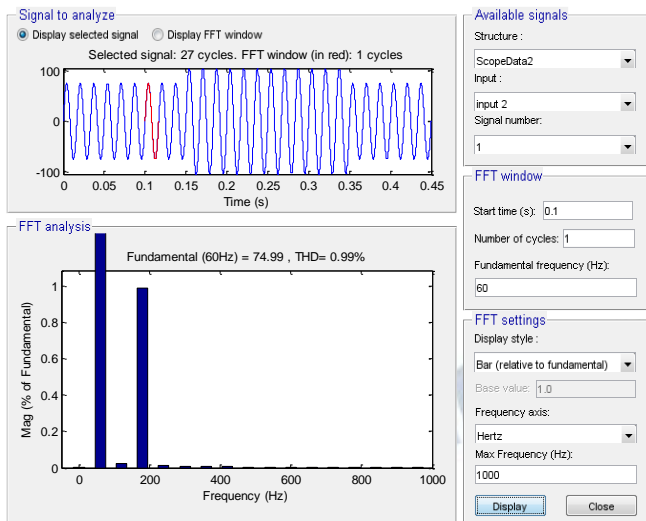 Signal to analyze
Display selected signal Display FFT window
Selected signal: 27 cycles. FFT window (in red): 1 cycles
100
0
-100
0 0.05 0.1 0.15 0.2 0.25 0.3 0.35 0.4 0.45
Time (s)
FFT analysis
Fundamental (60Hz) = 74.99 , THD= 0.99%
1
0.8
0.6
0.4
0.2
0
Mag (% of Fundamental)
0 200 400 600 800 1000
Frequency (Hz)
Available signals
Structure :
ScopeData2
Input :
input 2
Signal number:
1
FFT window
Start time (s): 0.1
Number of cycles: 1
Fundamental frequency (Hz):
60
FFT settings
Display style :
Bar (relative to fundamental)
Base value: 1.0
Frequency axis:
Hertz
Max Frequency (Hz):
1000
Display Close